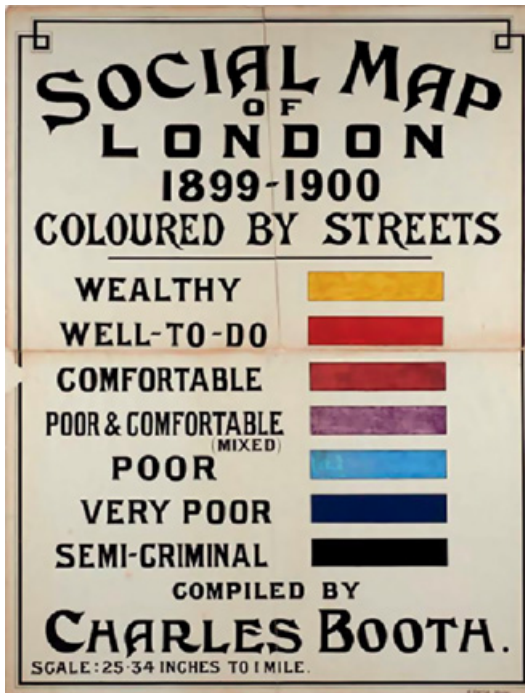 SOCIAL MAP
OF
LONDON
1899-1900
COLOURED BY STREETS
WEALTHY
WELL-TO-DO
COMFORTABLE
POOR & COMFORTABLE
(MIXED)
POOR
VERY POOR
SEMI-CRIMINAL
COMPILED BY
CHARLES BOOTH.
SCALE: 25·34 INCHES TO 1 MILE.